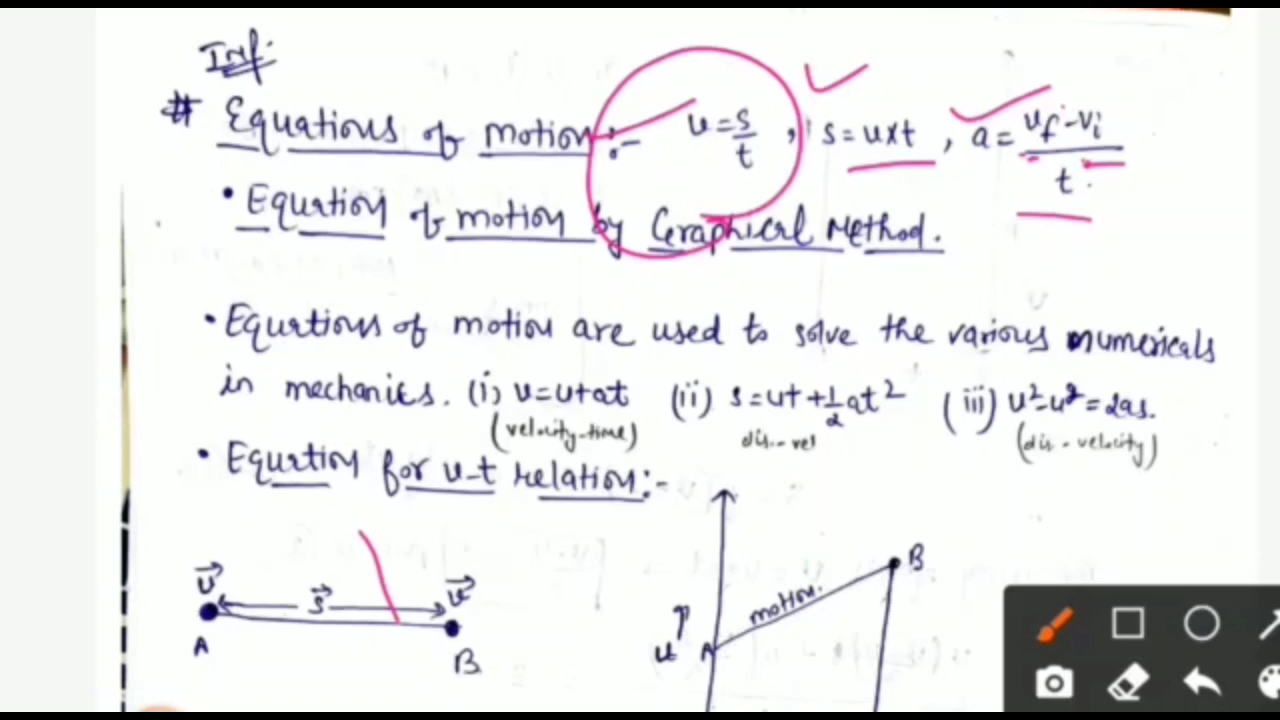 Inf:
# Equations of motion :- v = s/t , s = v×t , a = vf - vi / t .
• Equation of motion by Graphical Method.
• Equations of motion are used to solve the various numericals
in mechanics. (i) v = u + at (ii) s = ut + 1/2 at² (iii) v² - u² = 2as.
(velocity-time) dis.-vel (dis.-velocity)
• Equation for v-t relation :-
B
motion.
A
A
B